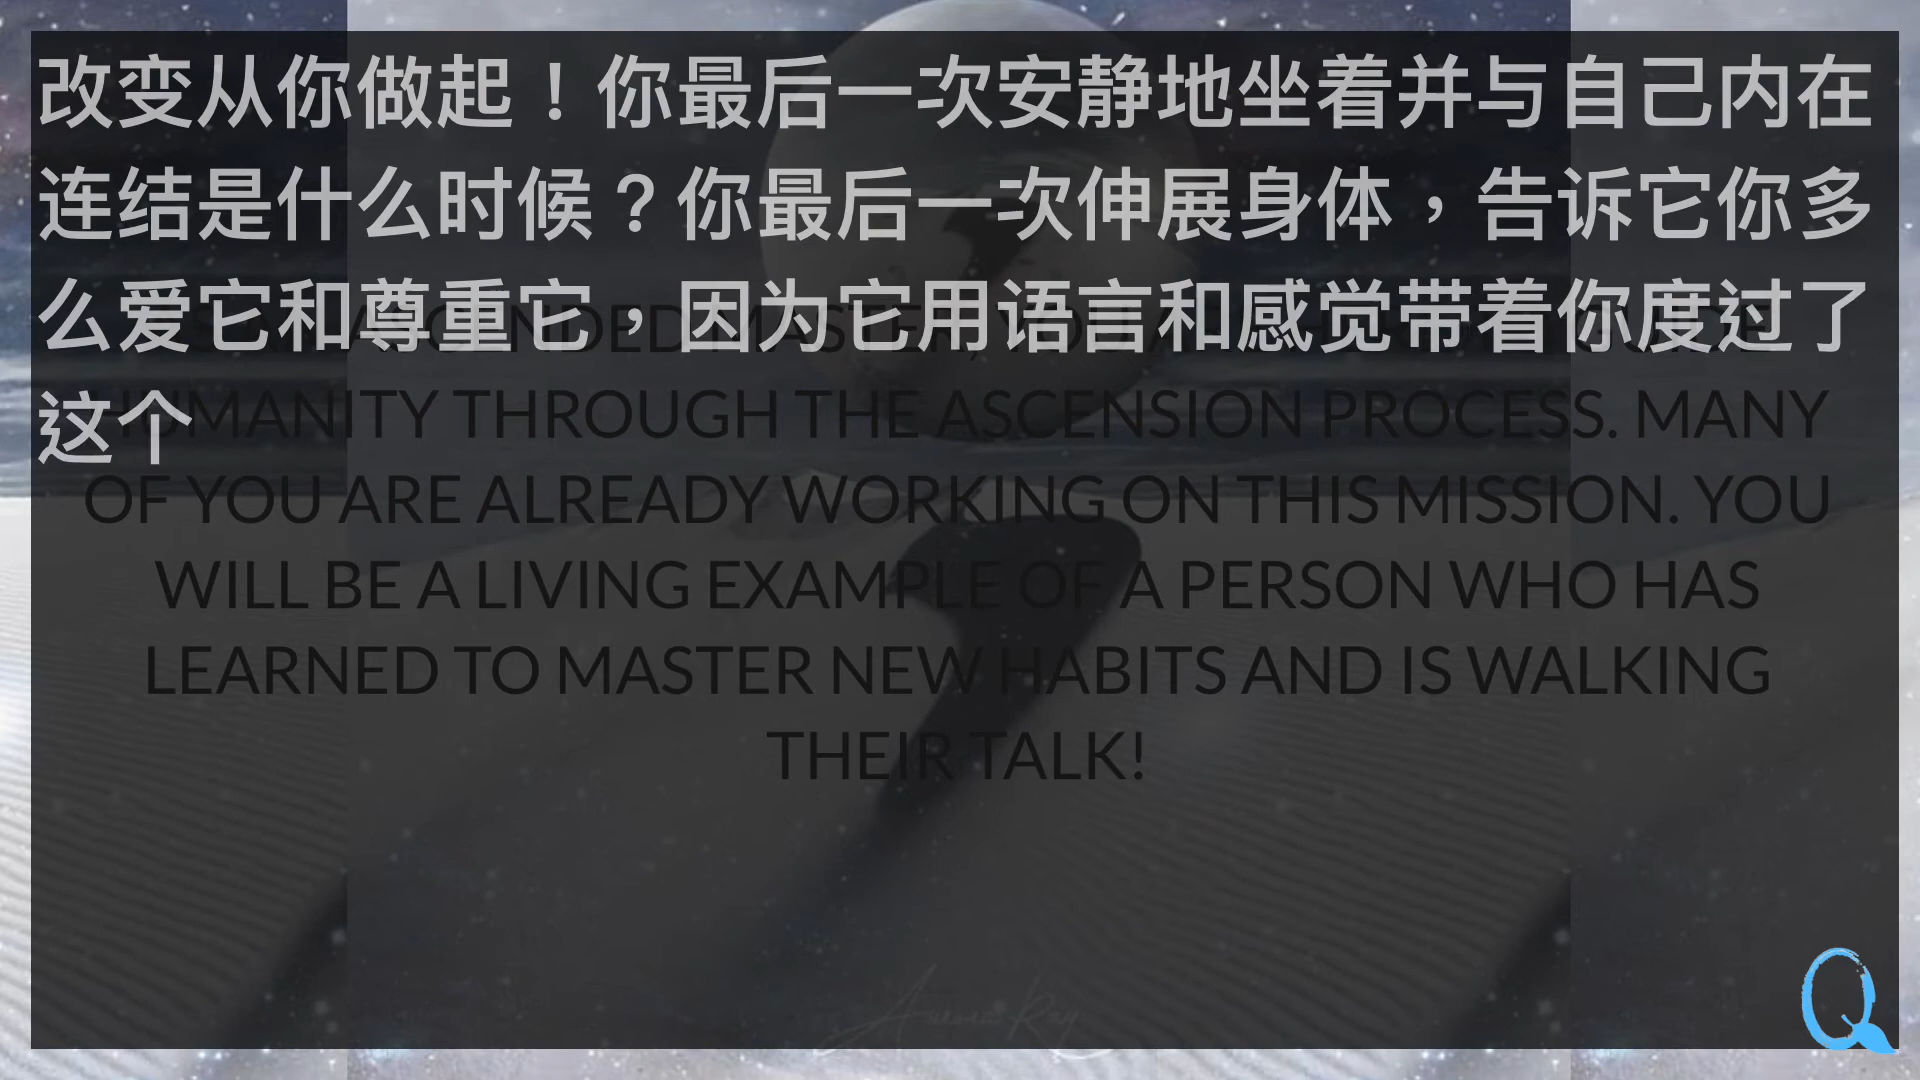 改变从你做起！你最后一次安静地坐着并与自己内在
连结是什么时候？你最后一次伸展身体，告诉它你多
么爱它和尊重它，因为它用语言和感觉带着你度过了
这个
HUMANITY THROUGH THE ASCENSION PROCESS. MANY
OF YOU ARE ALREADY WORKING ON THIS MISSION. YOU
WILL BE A LIVING EXAMPLE OF A PERSON WHO HAS
LEARNED TO MASTER NEW HABITS AND IS WALKING
THEIR TALK!
Aurora Ray
Q